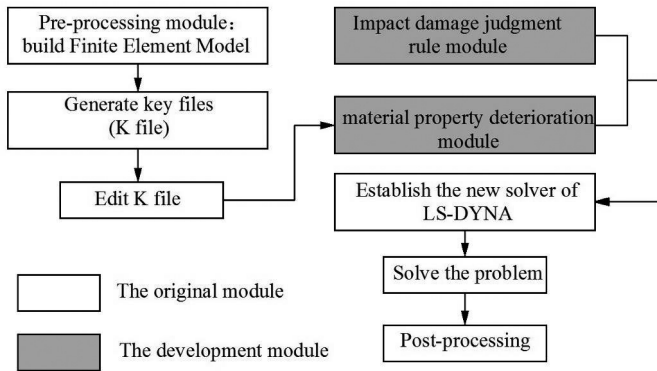 Pre-processing module：
build Finite Element Model
Generate key files
(K file)
Edit K file
Impact damage judgment
rule module
material property deterioration
module
Establish the new solver of
LS-DYNA
Solve the problem
Post-processing
The original module
The development module